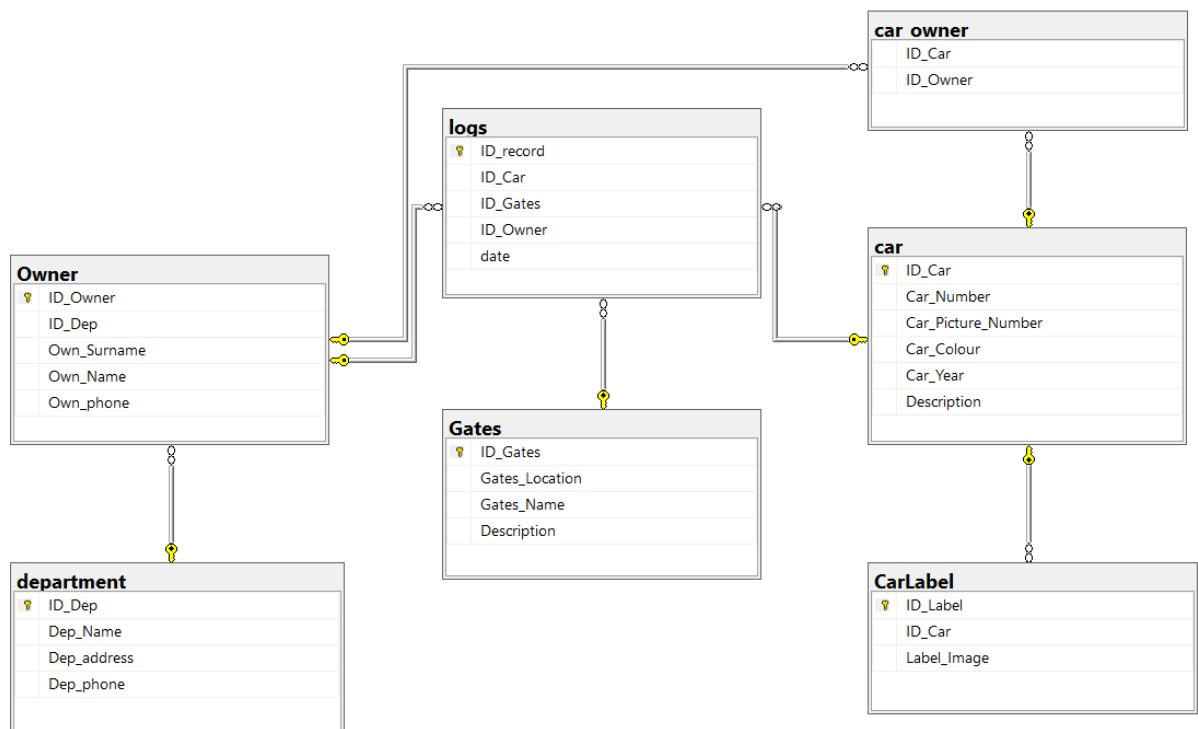 car_owner
ID_Car
ID_Owner
logs
ID_record
ID_Car
ID_Gates
ID_Owner
date
Owner
ID_Owner
ID_Dep
Own_Surname
Own_Name
Own_phone
car
ID_Car
Car_Number
Car_Picture_Number
Car_Colour
Car_Year
Description
Gates
ID_Gates
Gates_Location
Gates_Name
Description
department
ID_Dep
Dep_Name
Dep_address
Dep_phone
CarLabel
ID_Label
ID_Car
Label_Image